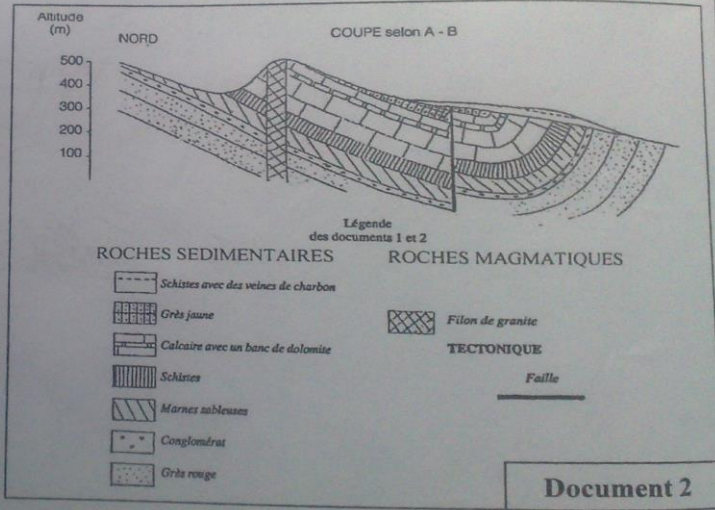 Altitude
(m)
NORD
COUPE selon A - B
500
400
300
200
100
Légende
des documents 1 et 2
ROCHES SEDIMENTAIRES
Schistes avec des veines de charbon
Grès jaune
Calcaire avec un banc de dolomite
Schistes
Marnes sableuses
Conglomérat
Grès rouge
ROCHES MAGMATIQUES
Filon de granite
TECTONIQUE
Faille
Document 2